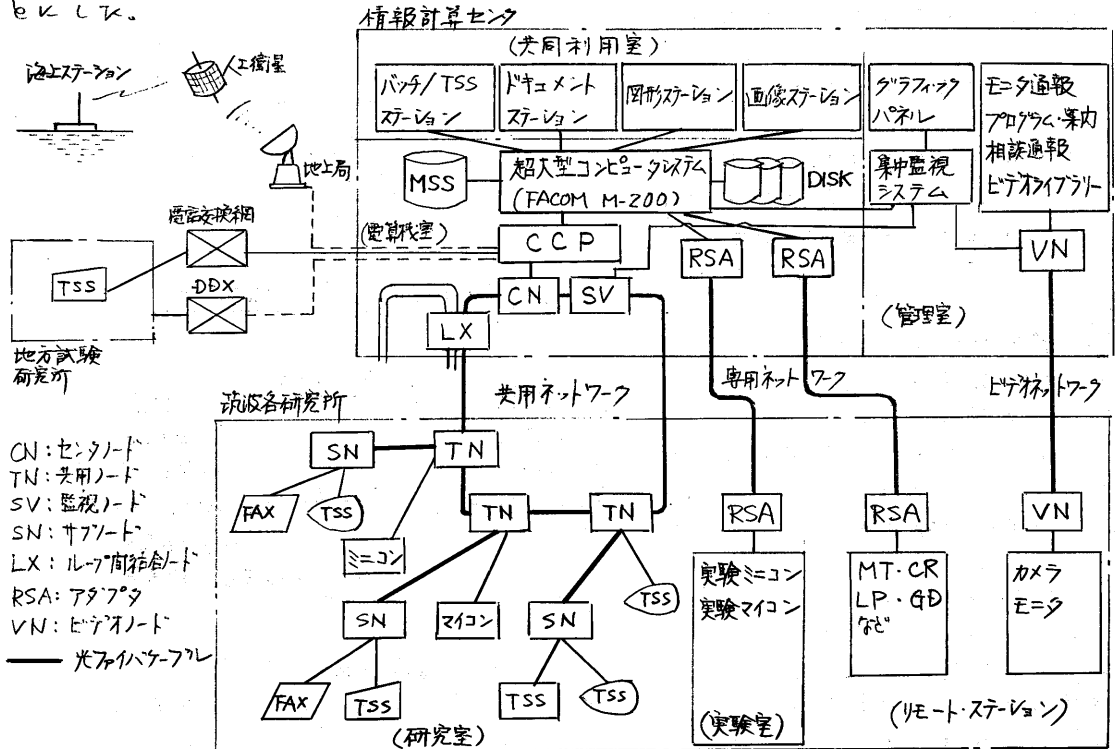 とした。
情報計算センタ
(共同利用室)
海上ステーション
人工衛星
地上局
バッチ/TSS
ステーション
ドキュメント
ステーション
図形ステーション
画像ステーション
グラフィック
パネル
モニタ通報
プログラム・案内
相談通報
ビデオライブラリー
MSS
超大型コンピュータシステム
(FACOM M-200)
DISK
集中監視
システム
電信交換網
(電算機室)
CCP
RSA
RSA
VN
TSS
DDX
CN
SV
LX
(管理室)
地方試験
研究所
共用ネットワーク
専用ネットワーク
ビデオネットワーク
筑波各研究所
CN:センタノード
TN:共用ノード
SV:監視ノード
SN:サブノード
LX:ループ間結合ノード
RSA:アダプタ
VN:ビデオノード
光ファイバケーブル
SN
TN
FAX
TSS
ミニコン
TN
TN
RSA
RSA
VN
SN
マイコン
SN
TSS
FAX
TSS
TSS
TSS
実験ミニコン
実験マイコン
MT・CR
LP・GD
など
カメラ
モニタ
(研究室)
(実験室)
(リモート・ステーション)